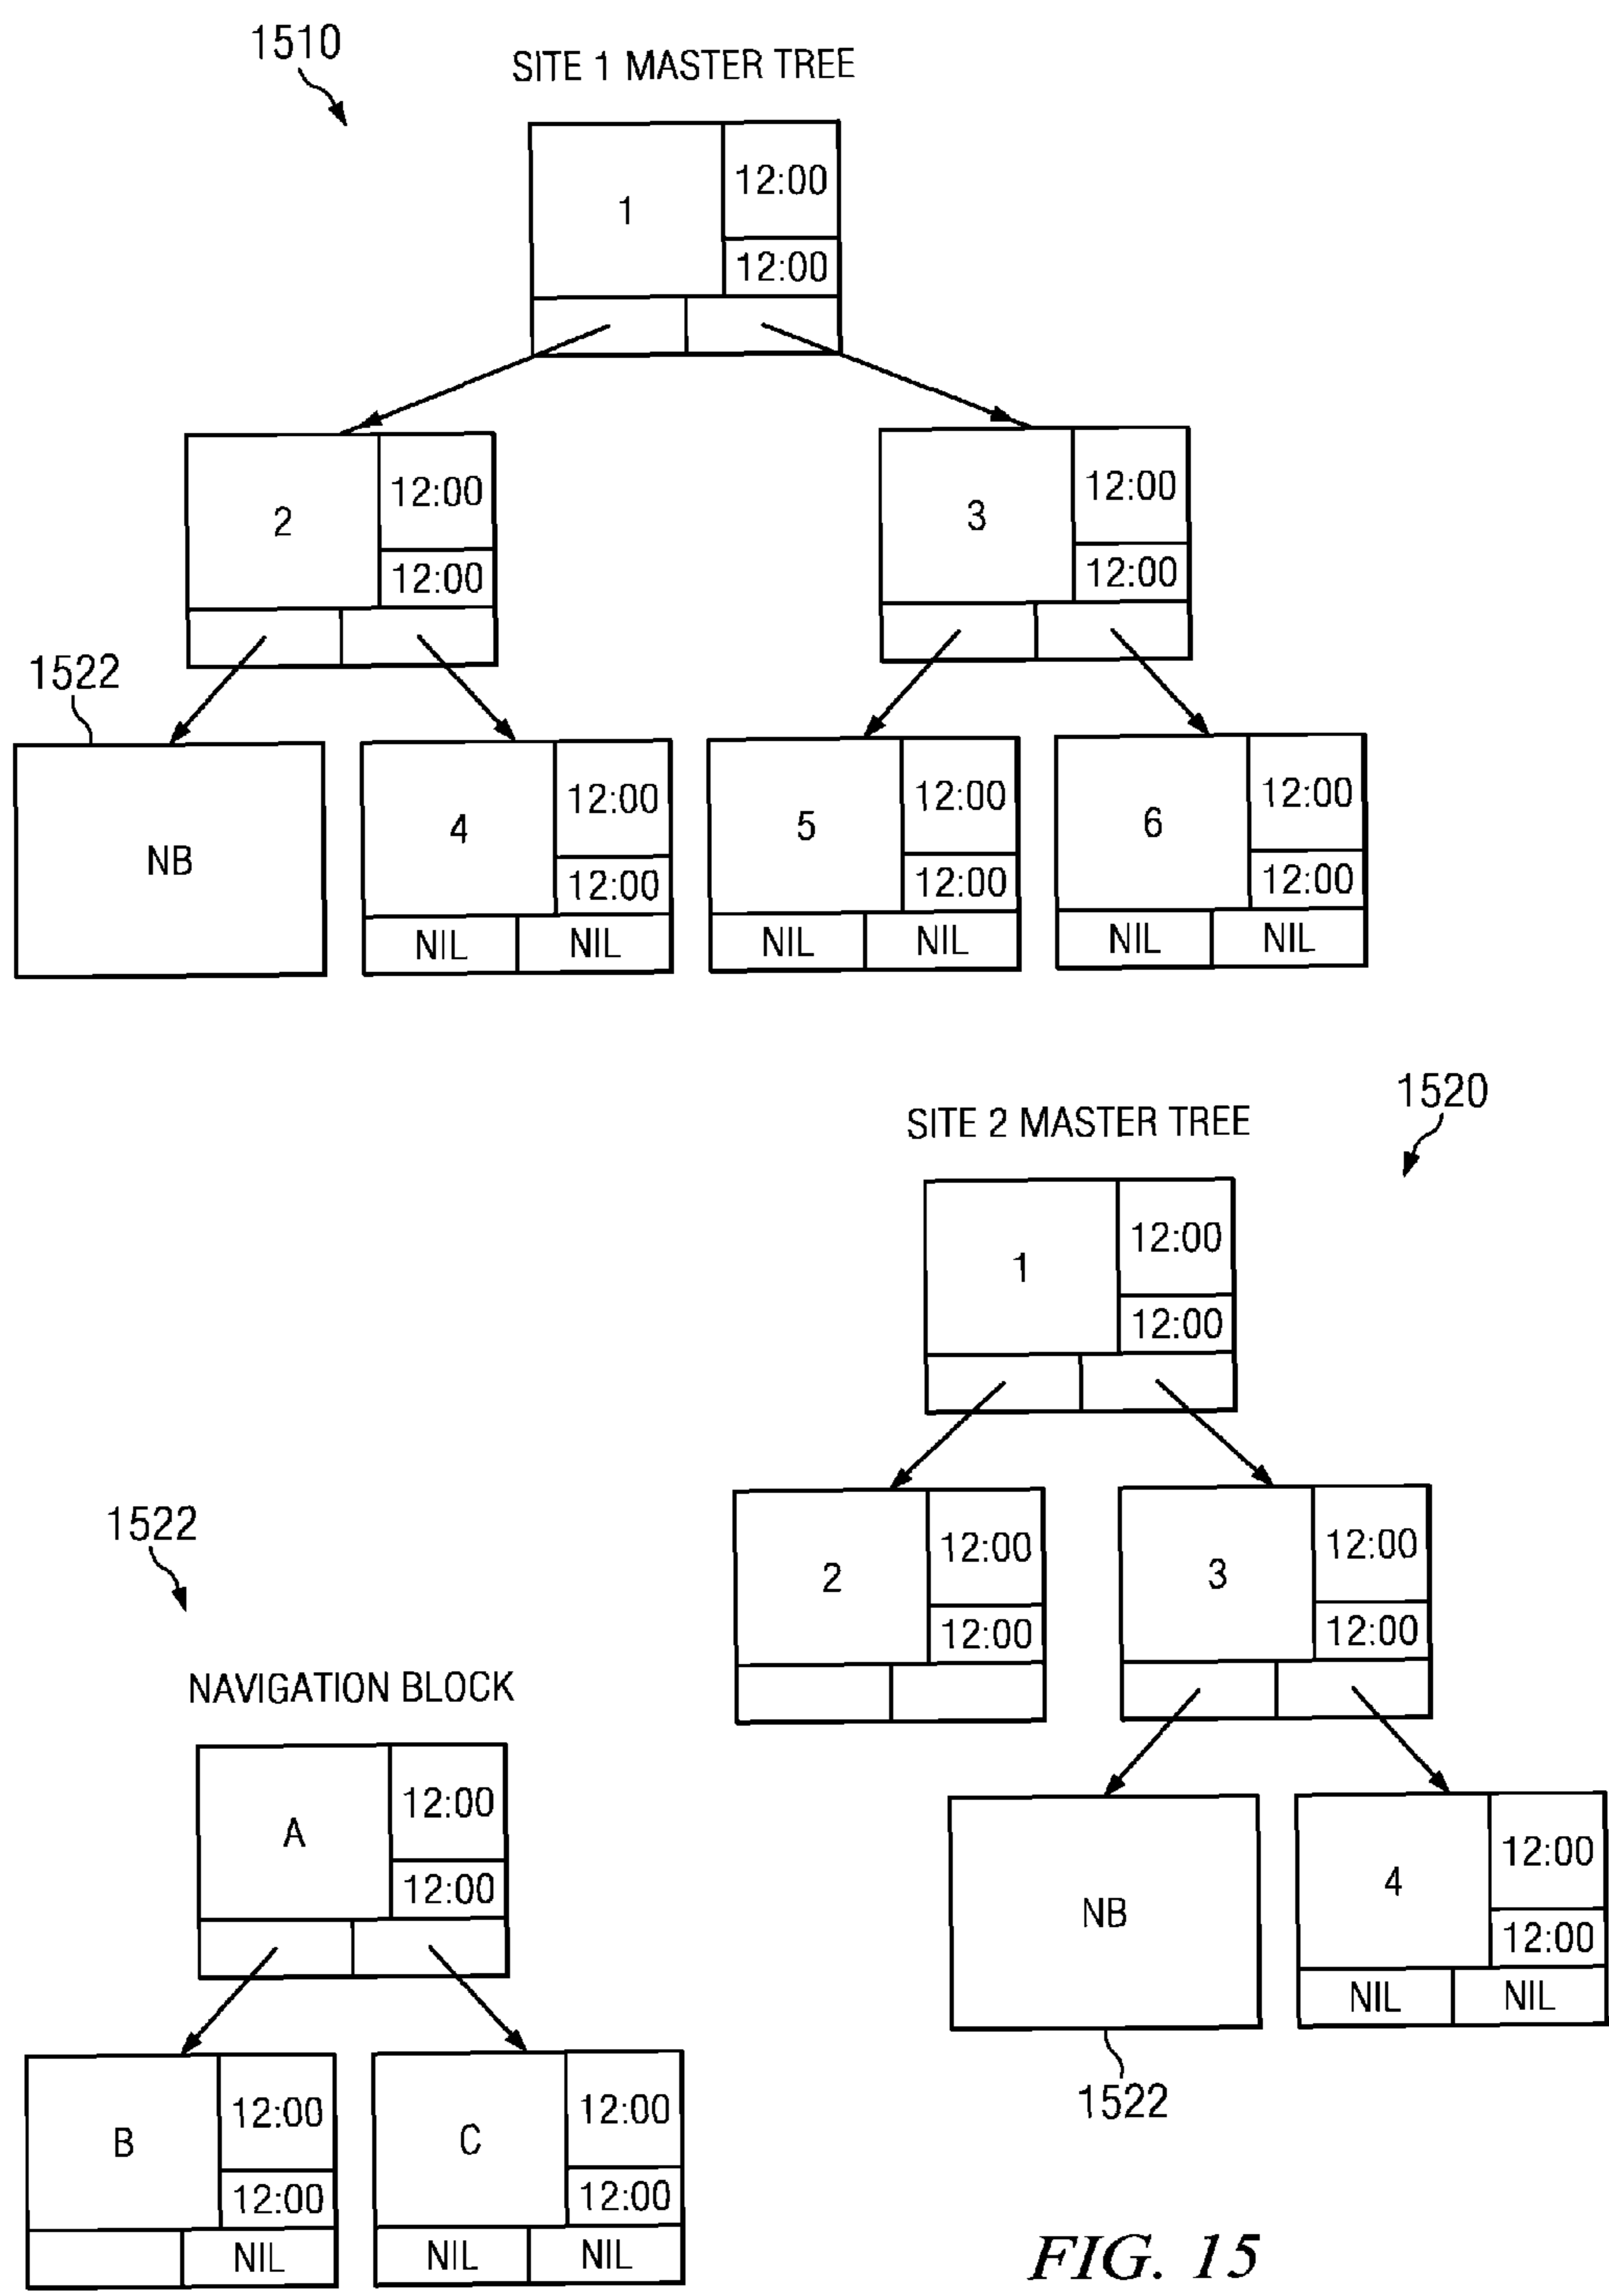 1510
SITE 1 MASTER TREE
1
12:00
12:00
2
12:00
12:00
3
12:00
12:00
1522
NB
4
12:00
12:00
NIL NIL
5
12:00
12:00
NIL NIL
6
12:00
12:00
NIL NIL
1520
SITE 2 MASTER TREE
1
12:00
12:00
2
12:00
12:00
3
12:00
12:00
NB
1522
4
12:00
12:00
NIL NIL
1522
NAVIGATION BLOCK
A
12:00
12:00
B
12:00
12:00
NIL
C
12:00
12:00
NIL NIL
FIG. 15